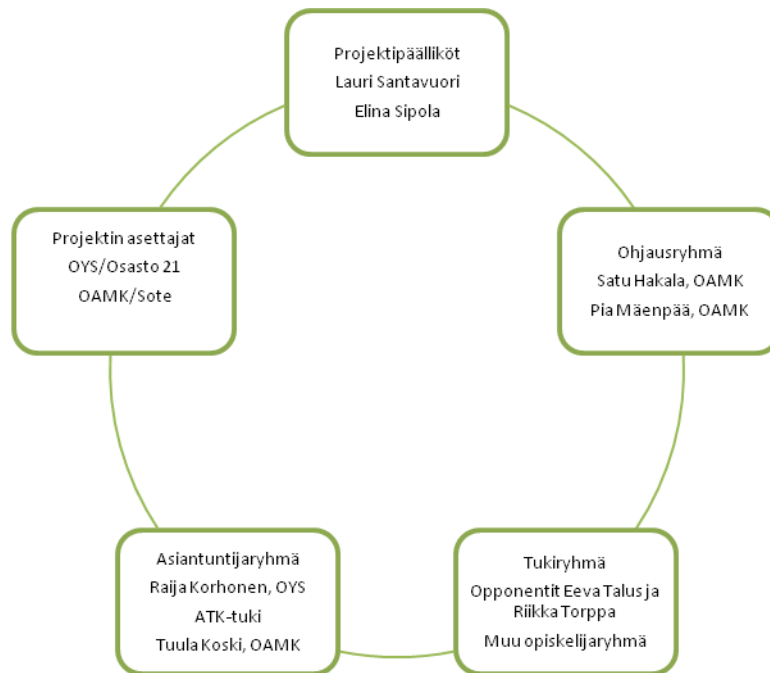 Projektipäälliköt
Lauri Santavuori
Elina Sipola
Projektin asettajat
OYS/Osasto 21
OAMK/Sote
Ohjausryhmä
Satu Hakala, OAMK
Pia Mäenpää, OAMK
Asiantuntijaryhmä
Raija Korhonen, OYS
ATK-tuki
Tuula Koski, OAMK
Tukiryhmä
Opponentit Eeva Talus ja
Riikka Torppa
Muu opiskelijaryhmä